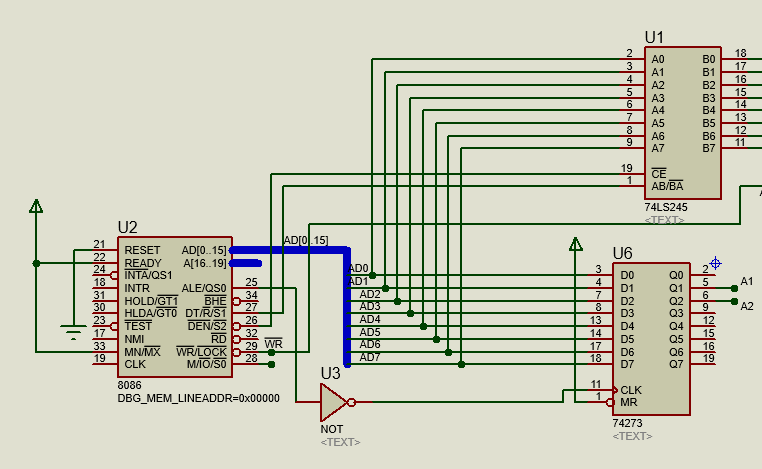 U1
2 A0 B0 18
3 A1 B1 17
4 A2 B2 16
5 A3 B3 15
6 A4 B4 14
7 A5 B5 13
8 A6 B6 12
9 A7 B7 11
19 CE
1 AB/BA
74LS245
<TEXT>
U2
21 RESET AD[0..15]
22 READY A[16..19]
24 INTA/QS1
18 INTR ALE/QS0 25
31 HOLD/GT1 BHE 34
30 HLDA/GT0 DT/R/S1 27
23 TEST DEN/S2 26
17 NMI RD 32
33 MN/MX WR/LOCK 29
19 CLK M/IO/S0 28
8086
DBG_MEM_LINEADDR=0x00000
AD[0..15]
WR
AD0
AD1
AD2
AD3
AD4
AD5
AD6
AD7
U3
NOT
<TEXT>
U6
3 D0 Q0 2
4 D1 Q1 5 A1
7 D2 Q2 6 A2
8 D3 Q3 9
13 D4 Q4 12
14 D5 Q5 15
17 D6 Q6 16
18 D7 Q7 19
11 CLK
1 MR
74273
<TEXT>